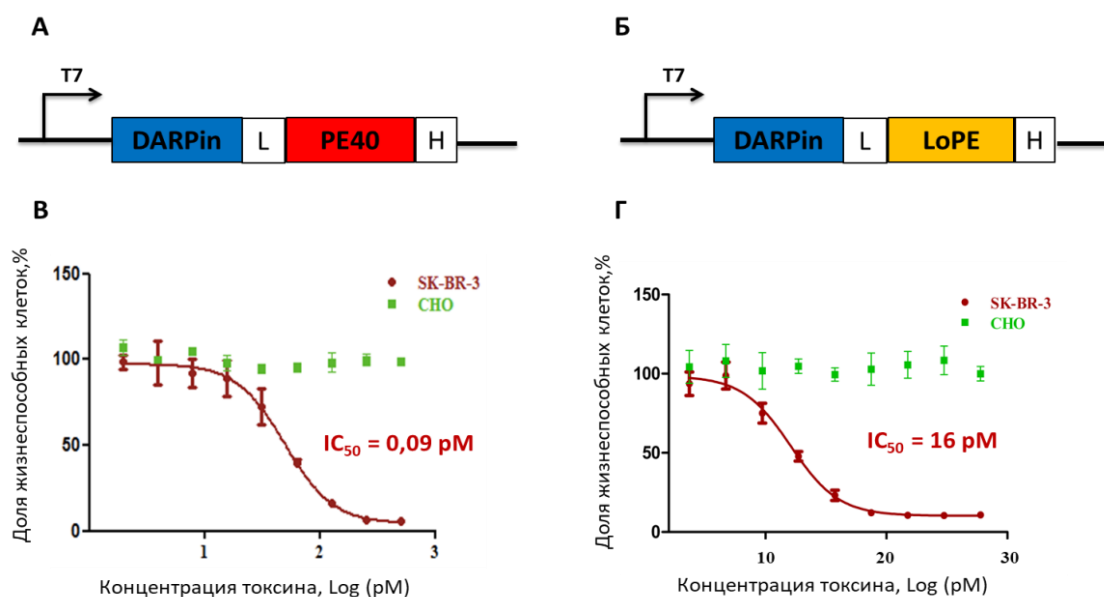 А
Б
T7
DARPin L PE40 H
T7
DARPin L LoPE H
В
Доля жизнеспособных клеток,%
150
100
50
0
SK-BR-3
CHO
IC50 = 0,09 pM
1 2 3
Концентрация токсина, Log (pM)
Г
Доля жизнеспособных клеток,%
150
100
50
0
SK-BR-3
CHO
IC50 = 16 pM
10 20 30
Концентрация токсина, Log (pM)